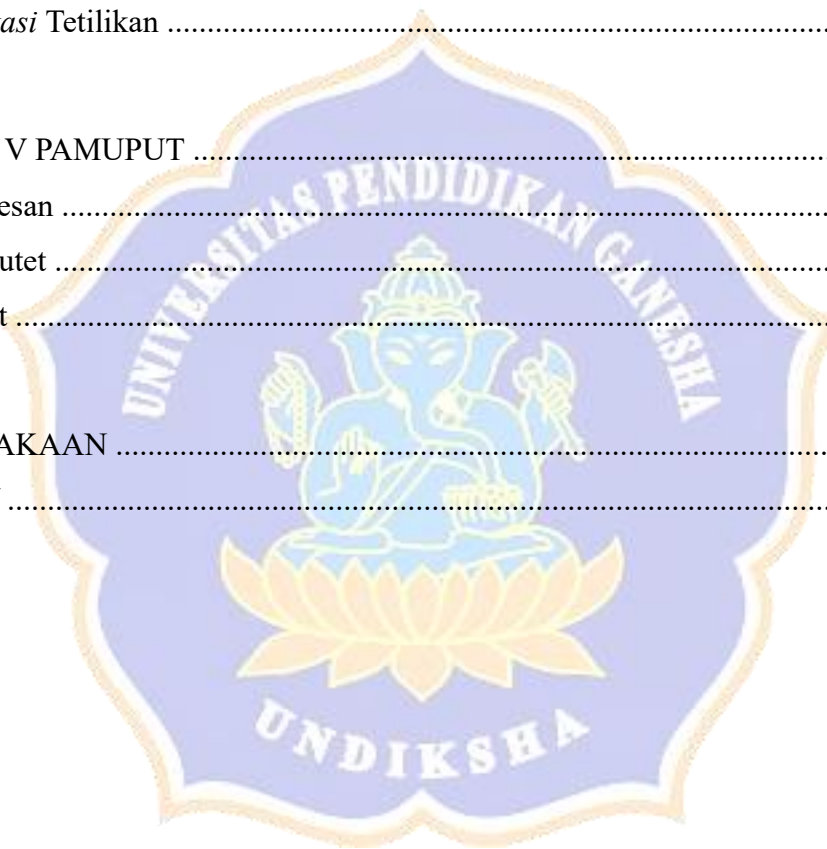 asi Tetilikan ....................................................................................
V PAMUPUT ................................................................................
esan ...............................................................................................
utet ................................................................................................
t .....................................................................................................
AKAAN ..........................................................................................
.......................................................................................................
UNIVERSITAS PENDIDIKAN GANESHA
UNDIKSHA